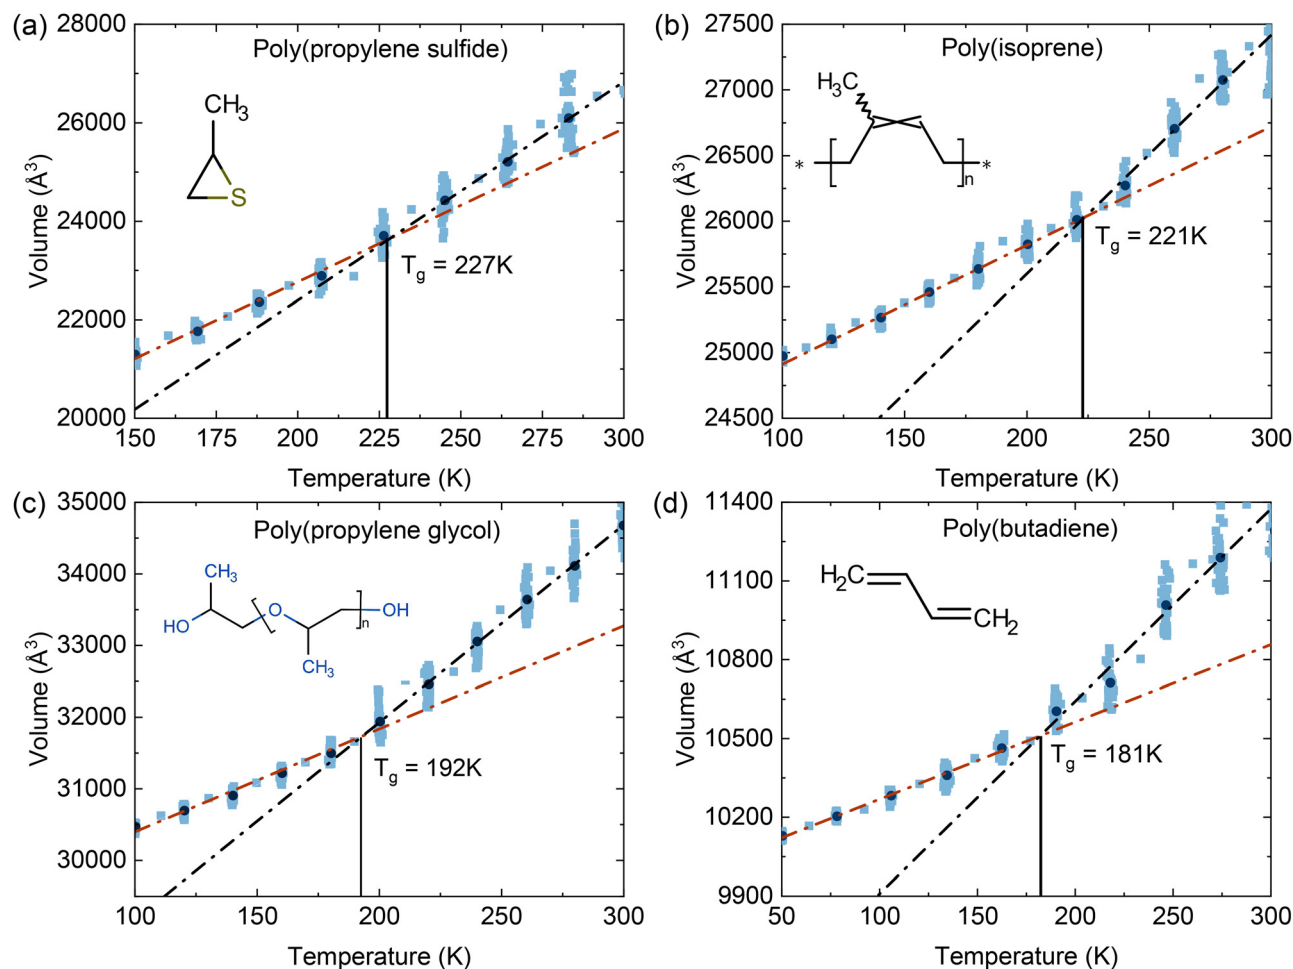 (a)
Poly(propylene sulfide)
28000
26000
24000
22000
20000
Volume (Å³)
CH₃
S
T_g = 227K
150 175 200 225 250 275 300
Temperature (K)
(b)
Poly(isoprene)
27500
27000
26500
26000
25500
25000
24500
Volume (Å³)
H₃C
* [ ]n *
T_g = 221K
100 150 200 250 300
Temperature (K)
(c)
Poly(propylene glycol)
35000
34000
33000
32000
31000
30000
Volume (Å³)
CH₃
HO ( O ]n OH
CH₃
T_g = 192K
100 150 200 250 300
Temperature (K)
(d)
Poly(butadiene)
11400
11100
10800
10500
10200
9900
Volume (Å³)
H₂C
CH₂
T_g = 181K
50 100 150 200 250 300
Temperature (K)